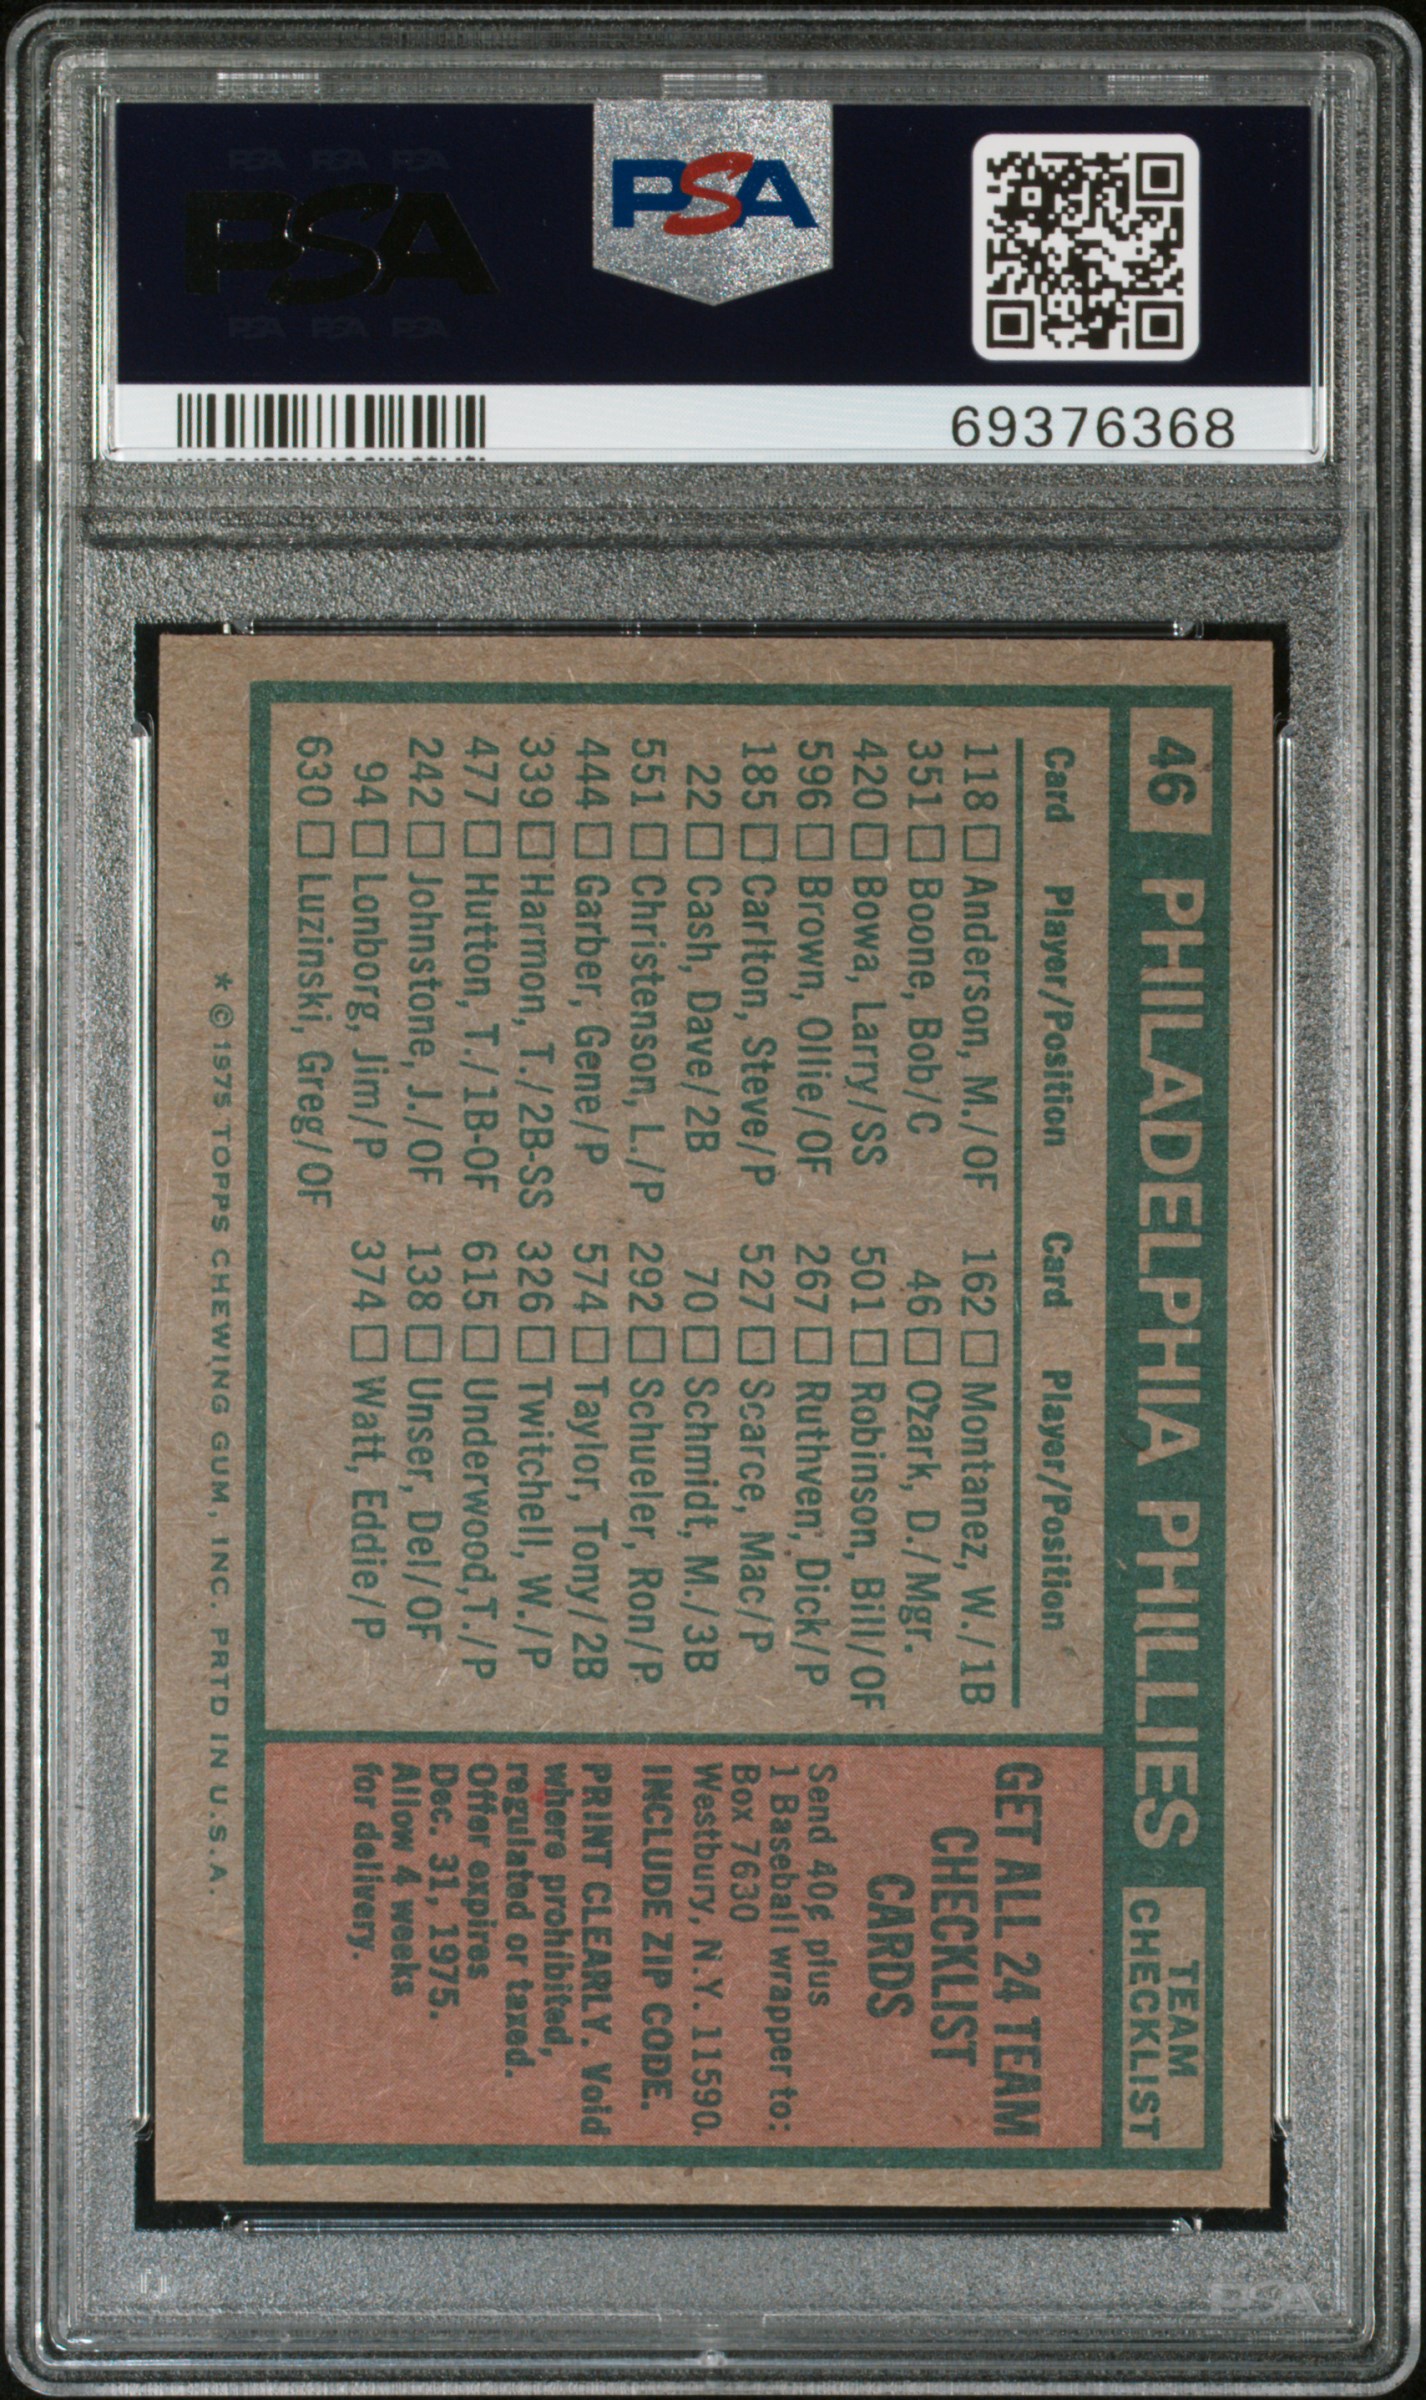 PSA PSA PSA
PSA
PSA PSA PSA
PSA
69376368
46 PHILADELPHIA PHILLIES TEAM CHECKLIST
Card Player/Position Card Player/Position
118 Anderson, M./OF 162 Montanez, W./1B
351 Boone, Bob/C 46 Ozark, D./Mgr.
420 Bowa, Larry/SS 501 Robinson, Bill/OF
596 Brown, Ollie/OF 267 Ruthven, Dick/P
185 Carlton, Steve/P 527 Scarce, Mac/P
22 Cash, Dave/2B 70 Schmidt, M./3B
551 Christenson, L./P 292 Schueler, Ron/P
444 Garber, Gene/P 574 Taylor, Tony/2B
339 Harmon, T./2B-SS 326 Twitchell, W./P
477 Hutton, T./1B-OF 615 Underwood, T./P
242 Johnstone, J./OF 138 Unser, Del/OF
94 Lonborg, Jim/P 374 Watt, Eddie/P
630 Luzinski, Greg/OF
GET ALL 24 TEAM
CHECKLIST
CARDS
Send 40¢ plus
1 Baseball wrapper to:
Box 7630
Westbury, N.Y. 11590.
INCLUDE ZIP CODE.
PRINT CLEARLY. Void
where prohibited,
regulated or taxed.
Offer expires
Dec. 31, 1975.
Allow 4 weeks
for delivery.
* © 1975 TOPPS CHEWING GUM, INC. PRTD IN U.S.A.
PSA